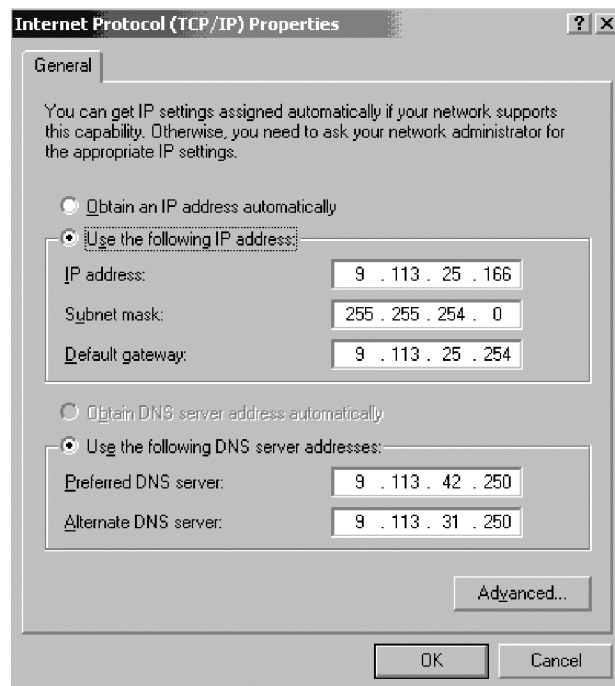 Internet Protocol (TCP/IP) Properties
General
You can get IP settings assigned automatically if your network supports
this capability. Otherwise, you need to ask your network administrator for
the appropriate IP settings.
Obtain an IP address automatically
Use the following IP address:
IP address: 9 . 113 . 25 . 166
Subnet mask: 255 . 255 . 254 . 0
Default gateway: 9 . 113 . 25 . 254
Obtain DNS server address automatically
Use the following DNS server addresses:
Preferred DNS server: 9 . 113 . 42 . 250
Alternate DNS server: 9 . 113 . 31 . 250
Advanced...
OK Cancel